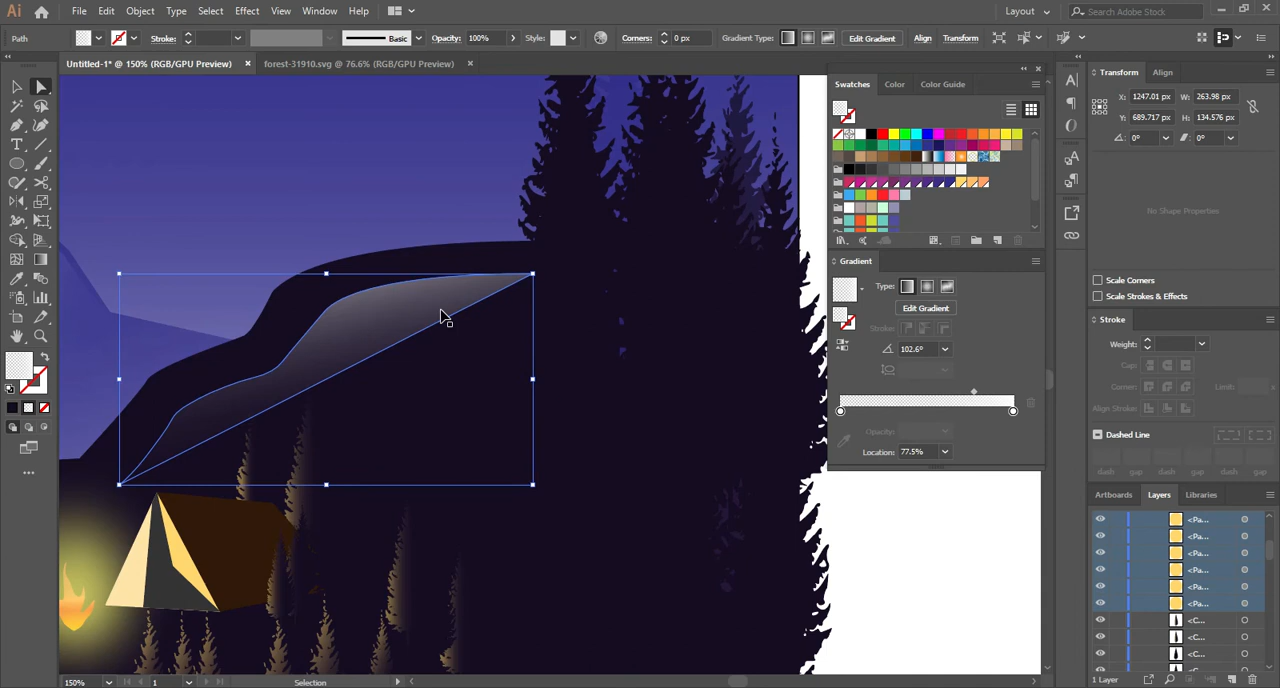 Ai File Edit Object Type Select Effect View Window Help Layout Search Adobe Stock
Path Stroke: Basic Opacity: 100% Style: Corners: 0 px Gradient Type: Edit Gradient Align Transform
Untitled-1* @ 150% (RGB/GPU Preview) × forest-31910.svg @ 76.6% (RGB/GPU Preview) ×
Swatches Color Color Guide
Transform Align
X: 1247.01 px W: 263.98 px
Y: 689.717 px H: 134.576 px
0° 0°
No Shape Properties
Gradient
Type:
Edit Gradient
Stroke:
102.6°
Opacity:
Location: 77.5%
Scale Corners
Scale Strokes & Effects
Stroke
Weight:
Cap:
Corner: Limit:
Align Stroke:
Dashed Line
dash gap dash gap dash gap
Artboards Layers Libraries
<Pa...
<Pa...
<Pa...
<Pa...
<Pa...
<Pa...
<C...
<C...
<C...
1 Layer
150% 1 Selection